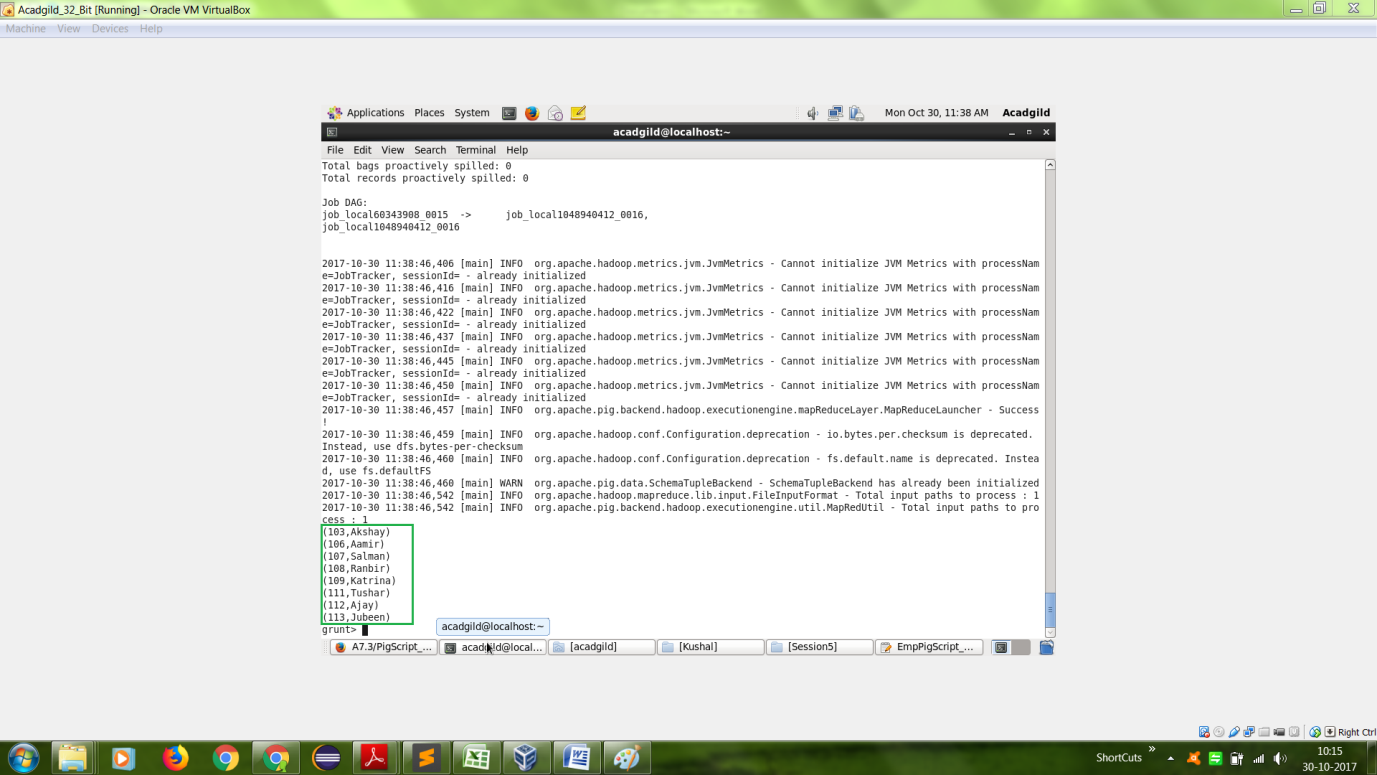 Acadgild_32_Bit [Running] - Oracle VM VirtualBox
Machine View Devices Help
Applications Places System Mon Oct 30, 11:38 AM Acadgild
acadgild@localhost:~
File Edit View Search Terminal Help
Total bags proactively spilled: 0
Total records proactively spilled: 0
Job DAG:
job_local60343908_0015 -> job_local1048940412_0016,
job_local1048940412_0016
2017-10-30 11:38:46,406 [main] INFO org.apache.hadoop.metrics.jvm.JvmMetrics - Cannot initialize JVM Metrics with processNam
e=JobTracker, sessionId= - already initialized
2017-10-30 11:38:46,416 [main] INFO org.apache.hadoop.metrics.jvm.JvmMetrics - Cannot initialize JVM Metrics with processNam
e=JobTracker, sessionId= - already initialized
2017-10-30 11:38:46,422 [main] INFO org.apache.hadoop.metrics.jvm.JvmMetrics - Cannot initialize JVM Metrics with processNam
e=JobTracker, sessionId= - already initialized
2017-10-30 11:38:46,437 [main] INFO org.apache.hadoop.metrics.jvm.JvmMetrics - Cannot initialize JVM Metrics with processNam
e=JobTracker, sessionId= - already initialized
2017-10-30 11:38:46,445 [main] INFO org.apache.hadoop.metrics.jvm.JvmMetrics - Cannot initialize JVM Metrics with processNam
e=JobTracker, sessionId= - already initialized
2017-10-30 11:38:46,450 [main] INFO org.apache.hadoop.metrics.jvm.JvmMetrics - Cannot initialize JVM Metrics with processNam
e=JobTracker, sessionId= - already initialized
2017-10-30 11:38:46,457 [main] INFO org.apache.pig.backend.hadoop.executionengine.mapReduceLayer.MapReduceLauncher - Success
!
2017-10-30 11:38:46,459 [main] INFO org.apache.hadoop.conf.Configuration.deprecation - io.bytes.per.checksum is deprecated.
Instead, use dfs.bytes-per-checksum
2017-10-30 11:38:46,460 [main] INFO org.apache.hadoop.conf.Configuration.deprecation - fs.default.name is deprecated. Instea
d, use fs.defaultFS
2017-10-30 11:38:46,460 [main] WARN org.apache.pig.data.SchemaTupleBackend - SchemaTupleBackend has already been initialized
2017-10-30 11:38:46,542 [main] INFO org.apache.hadoop.mapreduce.lib.input.FileInputFormat - Total input paths to process : 1
2017-10-30 11:38:46,542 [main] INFO org.apache.pig.backend.hadoop.executionengine.util.MapRedUtil - Total input paths to pro
cess : 1
(103,Akshay)
(106,Aamir)
(107,Salman)
(108,Ranbir)
(109,Katrina)
(111,Tushar)
(112,Ajay)
(113,Jubeen)
grunt>
acadgild@localhost:~
A7.3/PigScript_... acadgild@local... [acadgild] [Kushal] [Session5] EmpPigScript_...
Right Ctrl
ShortCuts 10:15
30-10-2017